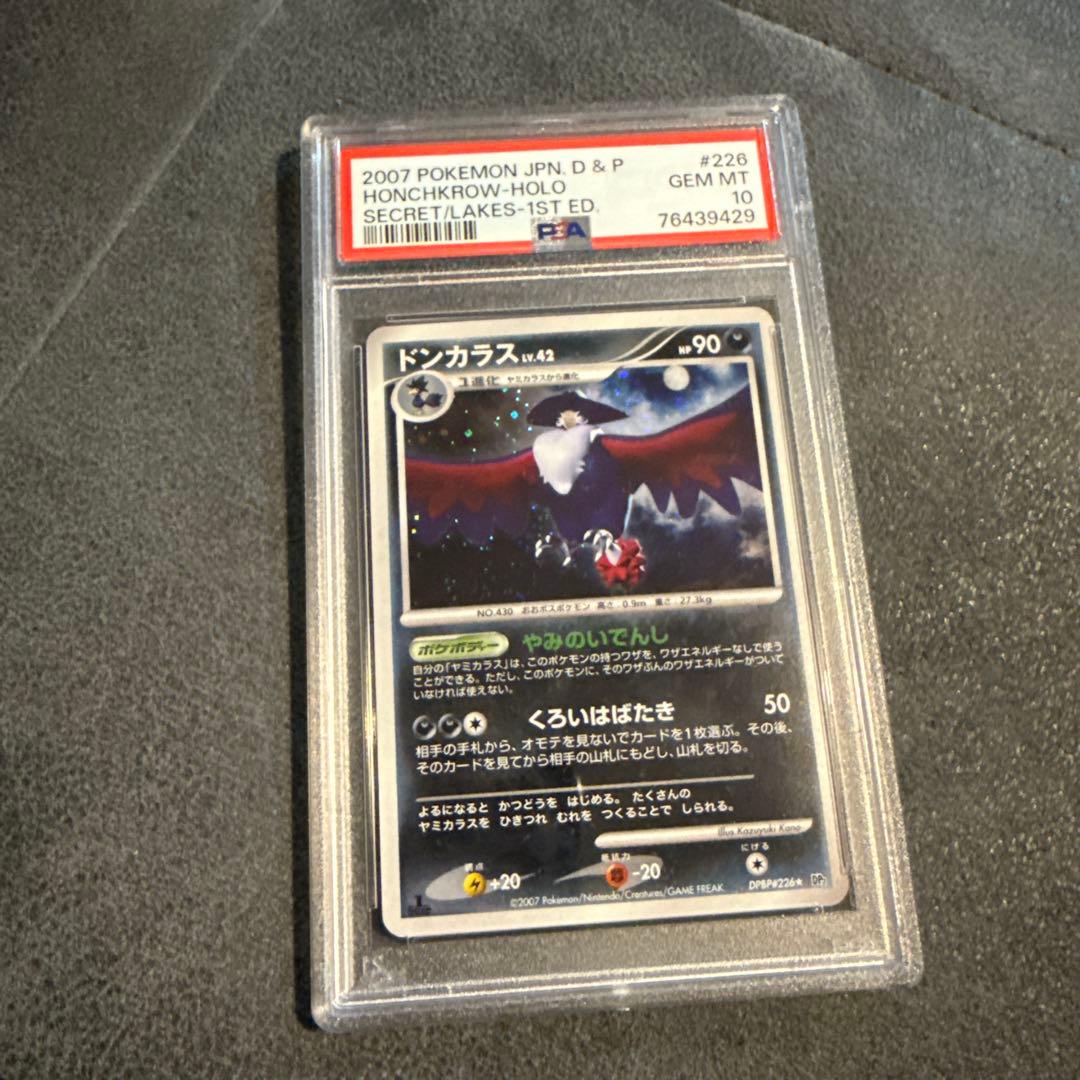 2007 POKEMON JPN. D & P #226
HONCHKROW-HOLO GEM MT
SECRET/LAKES-1ST ED. 10
PSA 76439429
ドンカラス LV.42 HP 90
1進化 ヤミカラスから進化
NO.430 おおボスポケモン 高さ:0.9m 重さ:27.3kg
ポケボディー やみのいでんし
自分の「ヤミカラス」は、このポケモンの持つワザを、ワザエネルギーなしで使う
ことができる。ただし、このポケモンに、そのワザぶんのワザエネルギーがついて
いなければ使えない。
くろいはばたき 50
相手の手札から、オモテを見ないでカードを1枚選ぶ。その後、
そのカードを見てから相手の山札にもどし、山札を切る。
よるになると かつどうを はじめる。 たくさんの
ヤミカラスを ひきつれ むれを つくることで しられる。
Illus.Kazuyuki Kano
弱点 +20 抵抗力 -20 にげる
©2007 Pokémon/Nintendo/Creatures/GAME FREAK DPBP#226★